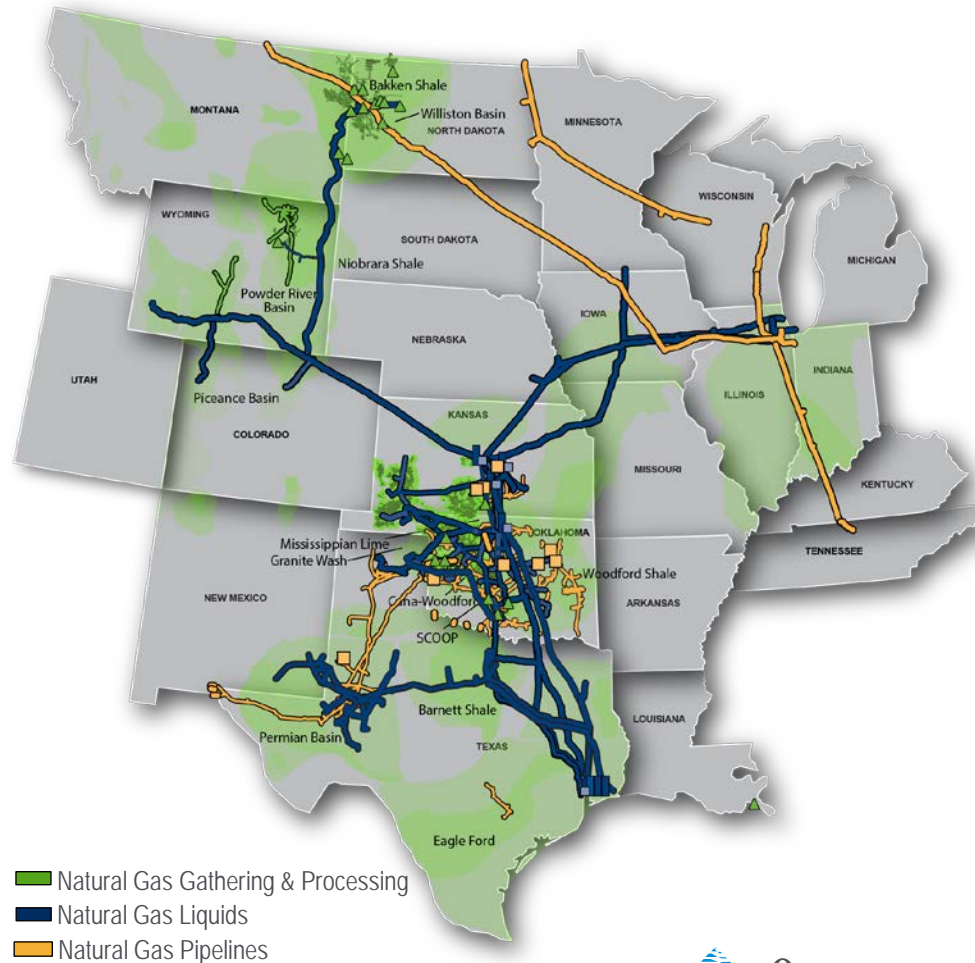 Bakken Shale
MONTANA
Williston Basin
NORTH DAKOTA
MINNESOTA
WISCONSIN
WYOMING
SOUTH DAKOTA
MICHIGAN
Niobrara Shale
Powder River
Basin
IOWA
NEBRASKA
UTAH
INDIANA
ILLINOIS
Piceance Basin
KANSAS
COLORADO
MISSOURI
KENTUCKY
OKLAHOMA
Mississippian Lime
TENNESSEE
Granite Wash
Woodford Shale
NEW MEXICO
Cana-Woodford
ARKANSAS
SCOOP
Barnett Shale
LOUISIANA
Permian Basin
TEXAS
Eagle Ford
Natural Gas Gathering & Processing
Natural Gas Liquids
Natural Gas Pipelines